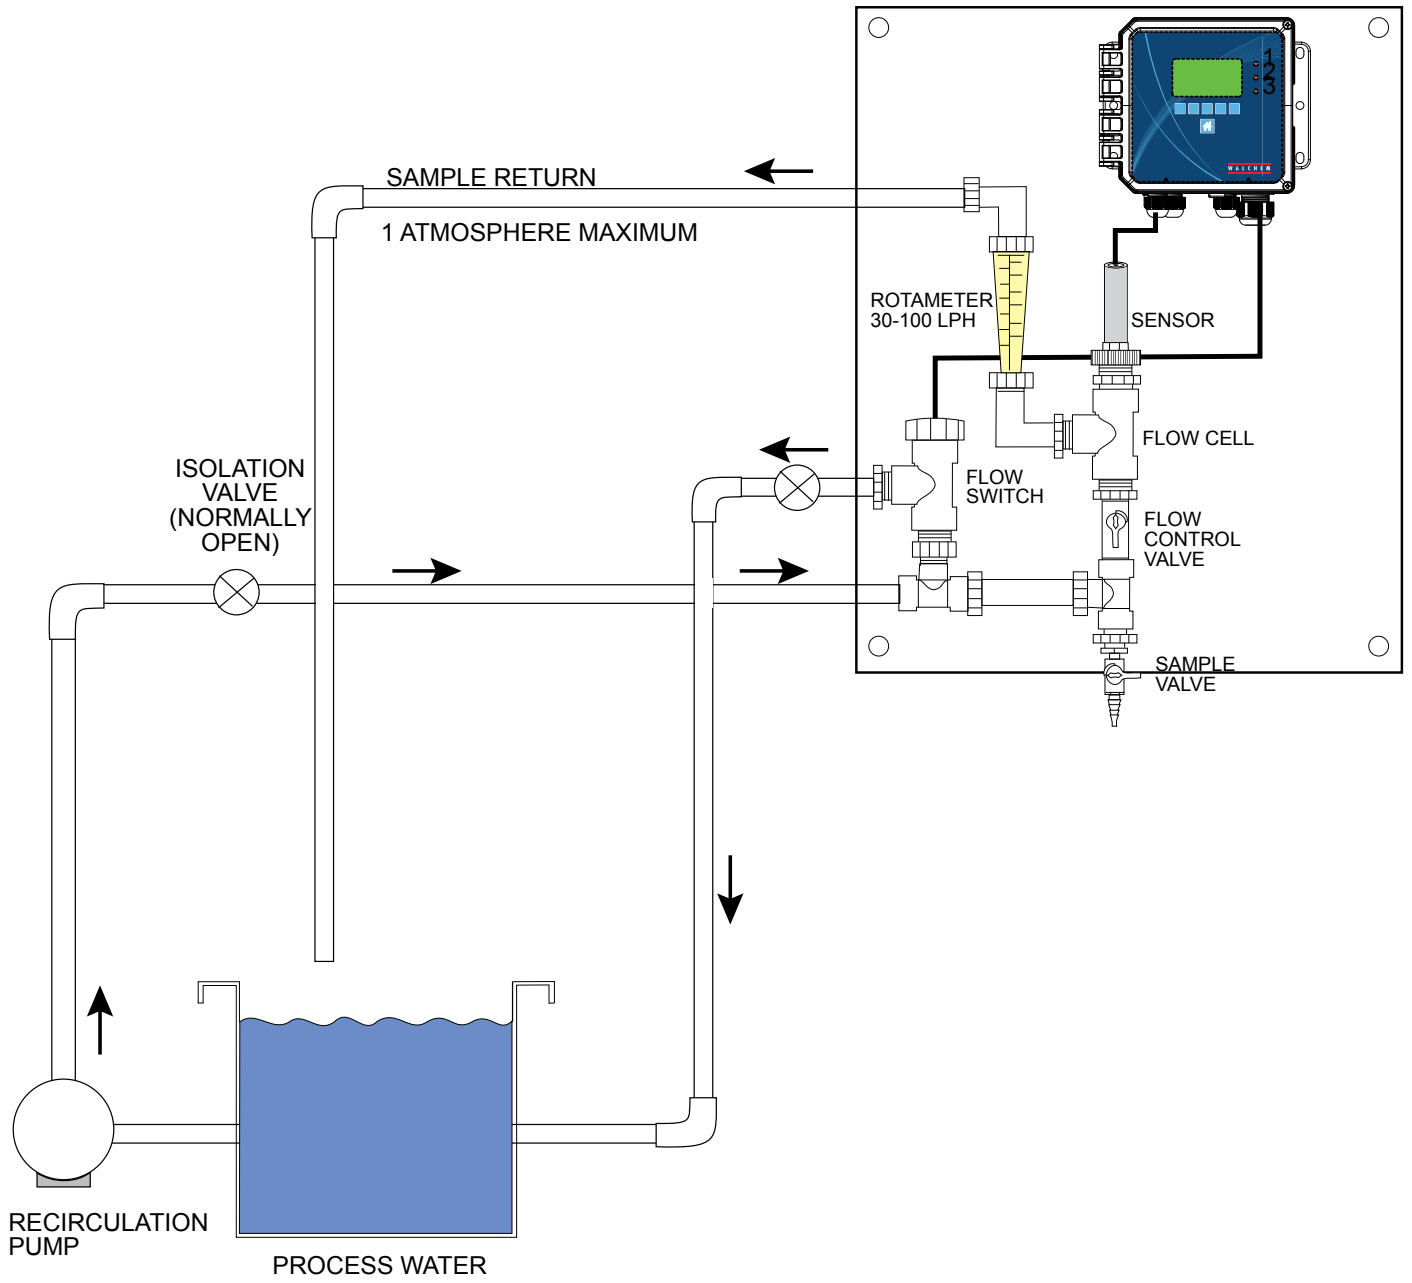 1
2
3
WALCHEM
SAMPLE RETURN
1 ATMOSPHERE MAXIMUM
ROTAMETER
30-100 LPH
SENSOR
FLOW CELL
ISOLATION
VALVE
(NORMALLY
OPEN)
FLOW
SWITCH
FLOW
CONTROL
VALVE
SAMPLE
VALVE
RECIRCULATION
PUMP
PROCESS WATER